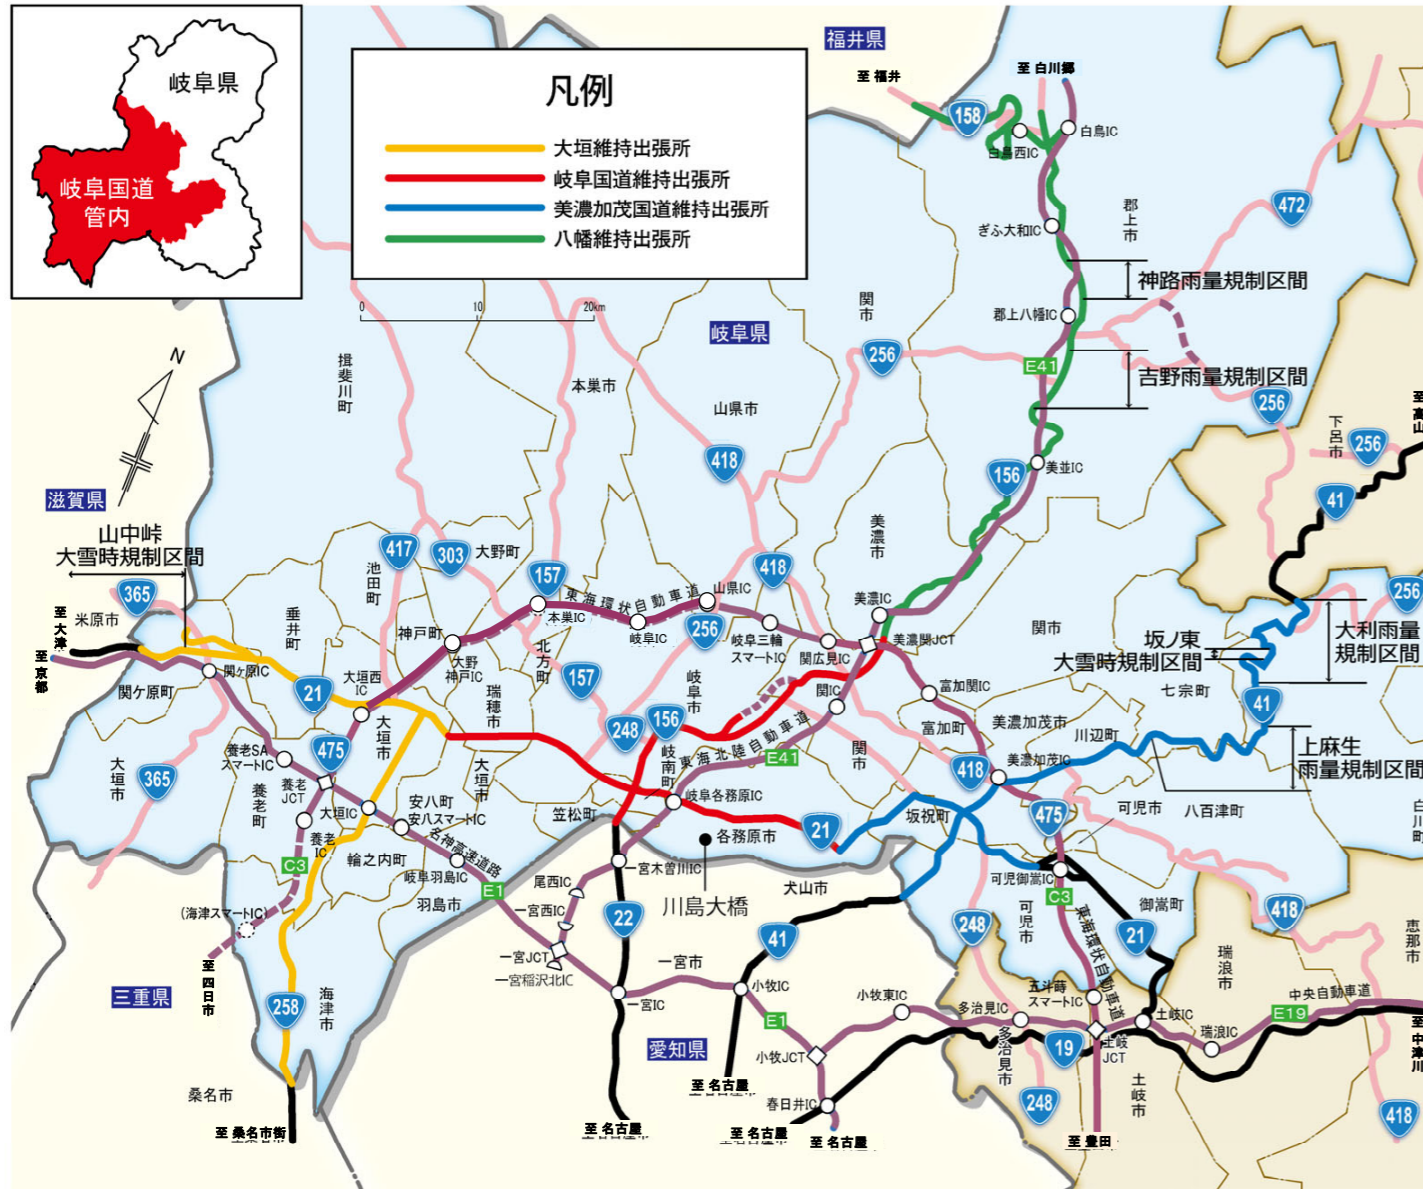 岐阜県
岐阜国道
管内
凡例
大垣維持出張所
岐阜国道維持出張所
美濃加茂国道維持出張所
八幡維持出張所
0
10
20km
N
福井県
至 福井
至 白川郷
158
白鳥西IC
白鳥IC
472
郡上市
ぎふ大和IC
神路雨量規制区間
郡上八幡IC
関市
岐阜県
256
E41
吉野雨量規制区間
256
至 高山
下呂市
256
41
揖斐川町
本巣市
山県市
418
156
美並IC
滋賀県
山中峠
大雪時規制区間
美濃市
417
303
大野町
池田町
157
東海環状自動車道
山県IC
418
365
至 大津
米原市
垂井町
神戸町
本巣IC
岐阜IC
256
岐阜三輪
スマートIC
関広見IC
美濃IC
美濃関JCT
関市
坂ノ東
大雪時規制区間
大利雨量
規制区間
256
至 京都
関ケ原町
関ヶ原IC
21
大垣西
IC
大野
神戸IC
瑞穂市
北方町
157
岐阜市
関IC
富加関IC
七宗町
41
大垣市
365
養老SA
スマートIC
475
大垣市
大垣市
248
156
岐南町
東海北陸自動車道
E41
関市
富加町
美濃加茂市
川辺町
上麻生
雨量規制区間
418
美濃加茂IC
養老町
養老
JCT
大垣IC
安八町
安八スマートIC
笠松町
岐阜各務原IC
坂祝町
475
可児市
八百津町
白川町
養老
IC
輪之内町
名神高速道路
各務原市
21
C3
岐阜羽島IC
羽島市
E1
一宮木曽川IC
犬山市
可児御嵩IC
C3
御嵩町
(海津スマートIC)
尾西IC
一宮西IC
22
川島大橋
41
248
可児市
東海環状自動車道
21
418
恵那市
瑞浪市
至 四日市
三重県
258
海津市
一宮JCT
一宮稲沢北IC
一宮市
一宮IC
小牧IC
小牧東IC
多治見IC
五斗蒔
スマートIC
土岐IC
中央自動車道
E19
瑞浪IC
E1
愛知県
小牧JCT
多治見市
19
土岐
JCT
至 中津川
桑名市
至 名古屋
土岐市
248
418
春日井IC
至 桑名市街
至 名古屋
至 名古屋
至 名古屋
至 豊田